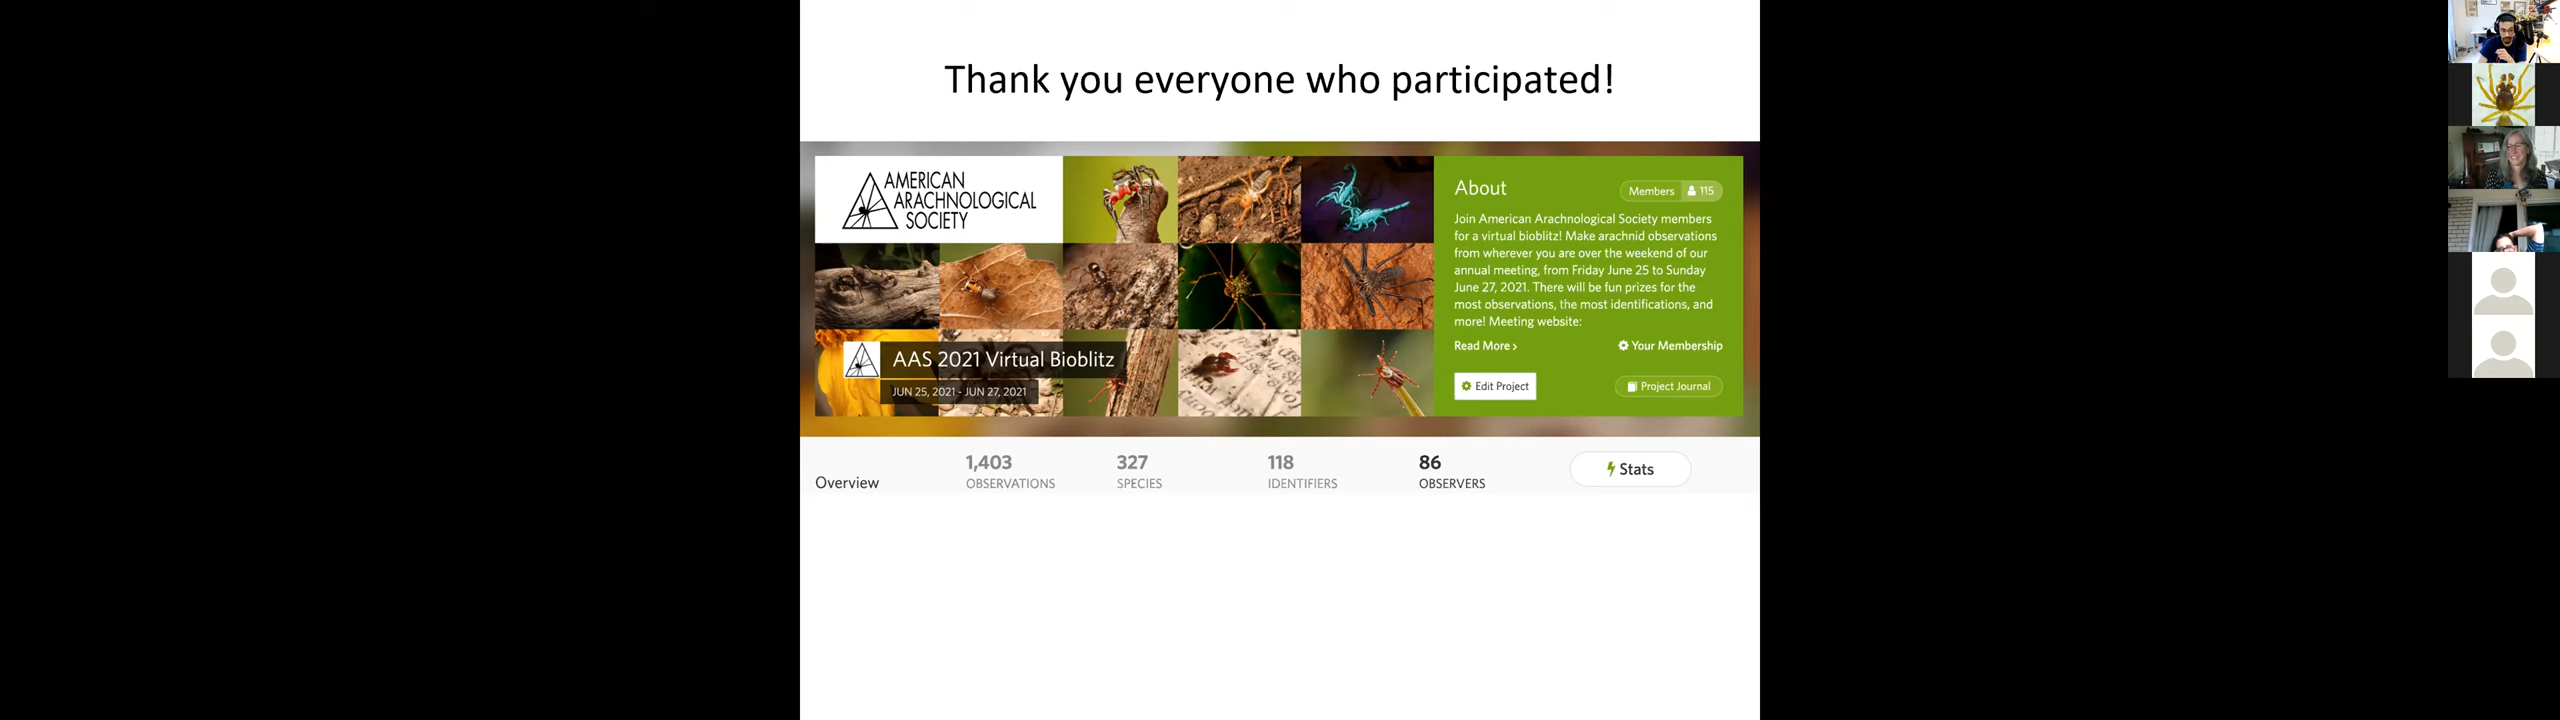 Thank you everyone who participated!
AMERICAN
ARACHNOLOGICAL
SOCIETY
About
Members 115
Join American Arachnological Society members
for a virtual bioblitz! Make arachnid observations
from wherever you are over the weekend of our
annual meeting, from Friday June 25 to Sunday
June 27, 2021. There will be fun prizes for the
most observations, the most identifications, and
more! Meeting website:
Read More ›
Your Membership
Edit Project
Project Journal
AAS 2021 Virtual Bioblitz
JUN 25, 2021 - JUN 27, 2021
Overview
1,403
OBSERVATIONS
327
SPECIES
118
IDENTIFIERS
86
OBSERVERS
Stats